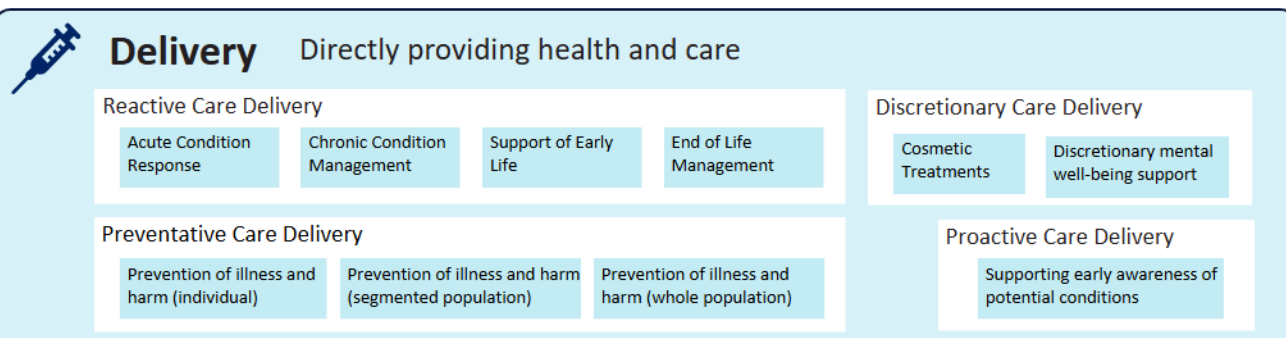 Delivery Directly providing health and care
Reactive Care Delivery
Acute Condition
Response
Chronic Condition
Management
Support of Early
Life
End of Life
Management
Discretionary Care Delivery
Cosmetic
Treatments
Discretionary mental
well-being support
Preventative Care Delivery
Prevention of illness and
harm (individual)
Prevention of illness and harm
(segmented population)
Prevention of illness and
harm (whole population)
Proactive Care Delivery
Supporting early awareness of
potential conditions